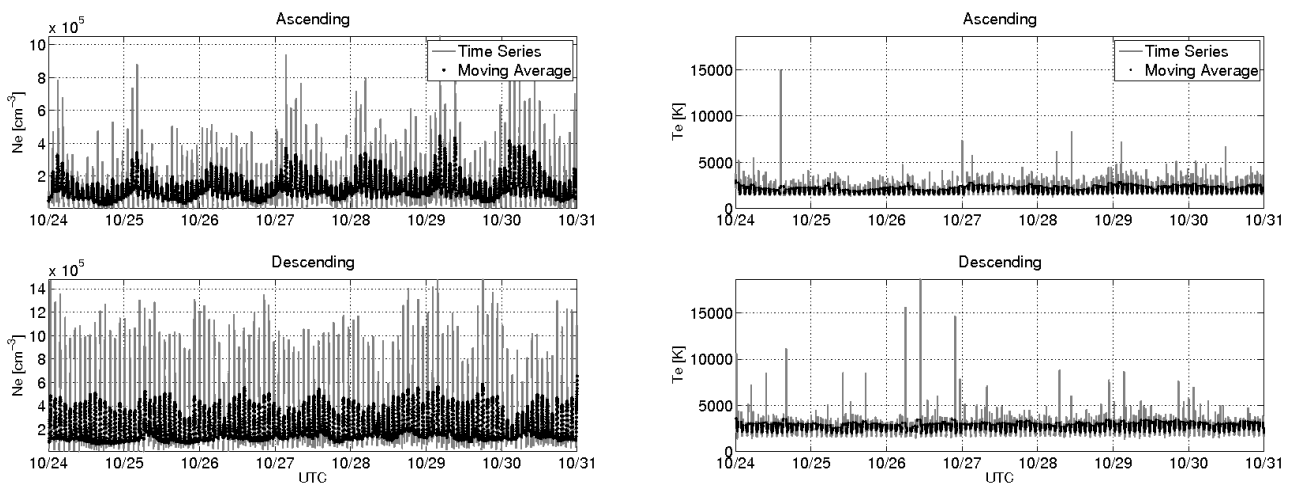 Ascending
x 10^5
10
8
6
4
2
Ne [cm^-3]
Time Series
Moving Average
10/24 10/25 10/26 10/27 10/28 10/29 10/30 10/31
Ascending
15000
10000
5000
0
Te [K]
Time Series
Moving Average
10/24 10/25 10/26 10/27 10/28 10/29 10/30 10/31
Descending
x 10^5
14
12
10
8
6
4
2
Ne [cm^-3]
10/24 10/25 10/26 10/27 10/28 10/29 10/30 10/31
UTC
Descending
15000
10000
5000
0
Te [K]
10/24 10/25 10/26 10/27 10/28 10/29 10/30 10/31
UTC